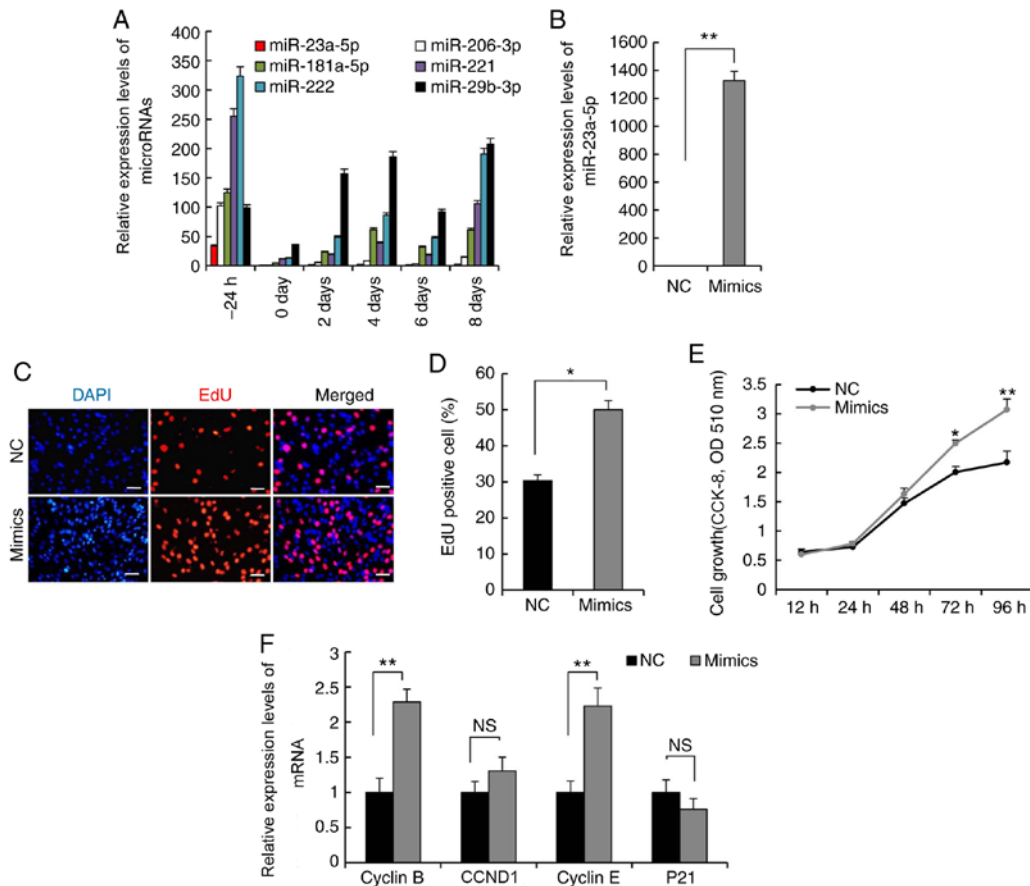 A
Relative expression levels of
microRNAs
400
350
300
250
200
150
100
50
0
miR-23a-5p
miR-206-3p
miR-181a-5p
miR-221
miR-222
miR-29b-3p
−24 h
0 day
2 days
4 days
6 days
8 days
B
Relative expression levels of
miR-23a-5p
1600
1400
1200
1000
800
600
400
200
0
**
NC
Mimics
C
DAPI
EdU
Merged
NC
Mimics
D
EdU positive cell (%)
60
50
40
30
20
10
0
*
NC
Mimics
E
Cell growth(CCK-8, OD 510 nm)
3.5
3
2.5
2
1.5
1
0.5
0
NC
Mimics
*
**
12 h
24 h
48 h
72 h
96 h
F
Relative expression levels of
mRNA
3
2.5
2
1.5
1
0.5
0
NC
Mimics
**
NS
**
NS
Cyclin B
CCND1
Cyclin E
P21